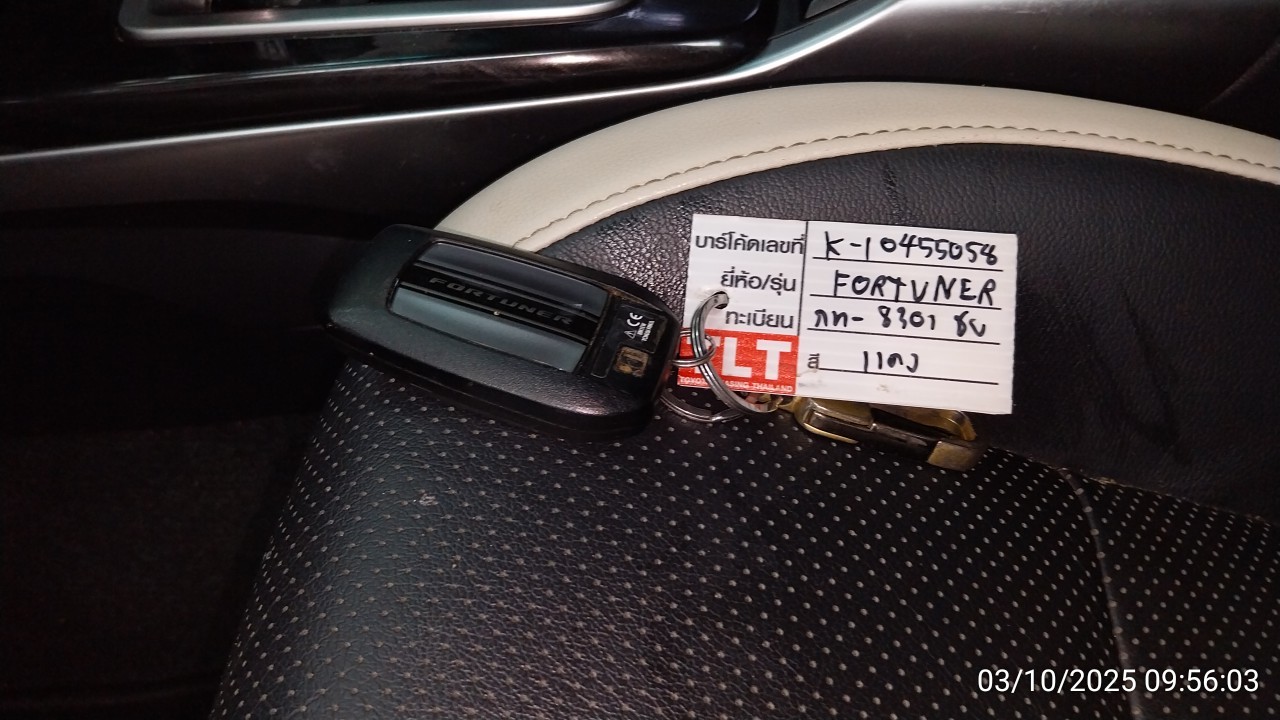 FORTUNER
CE
บาร์โค้ดเลขที่ K-10455058
ยี่ห้อ/รุ่น FORTUNER
ทะเบียน กท- 8301 ชบ
TLT
สี แดง
03/10/2025 09:56:03